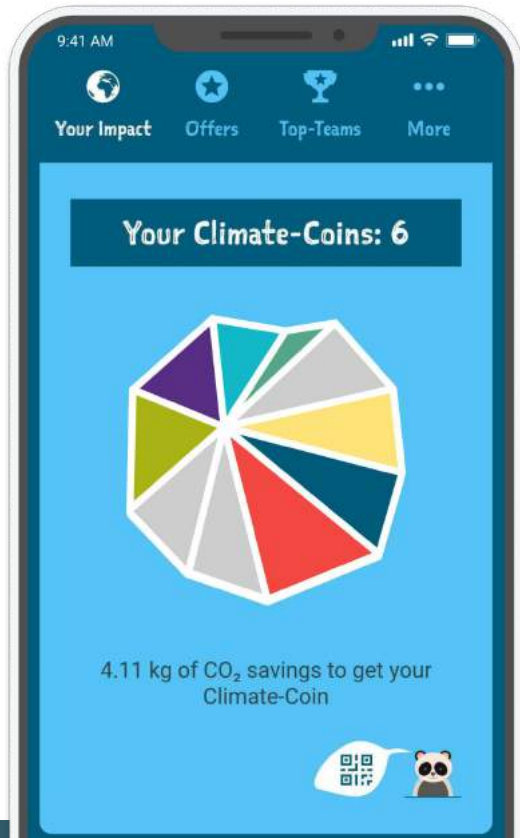 9:41 AM
Your Impact
Offers
Top-Teams
More
Your Climate-Coins: 6
4.11 kg of CO₂ savings to get your
Climate-Coin